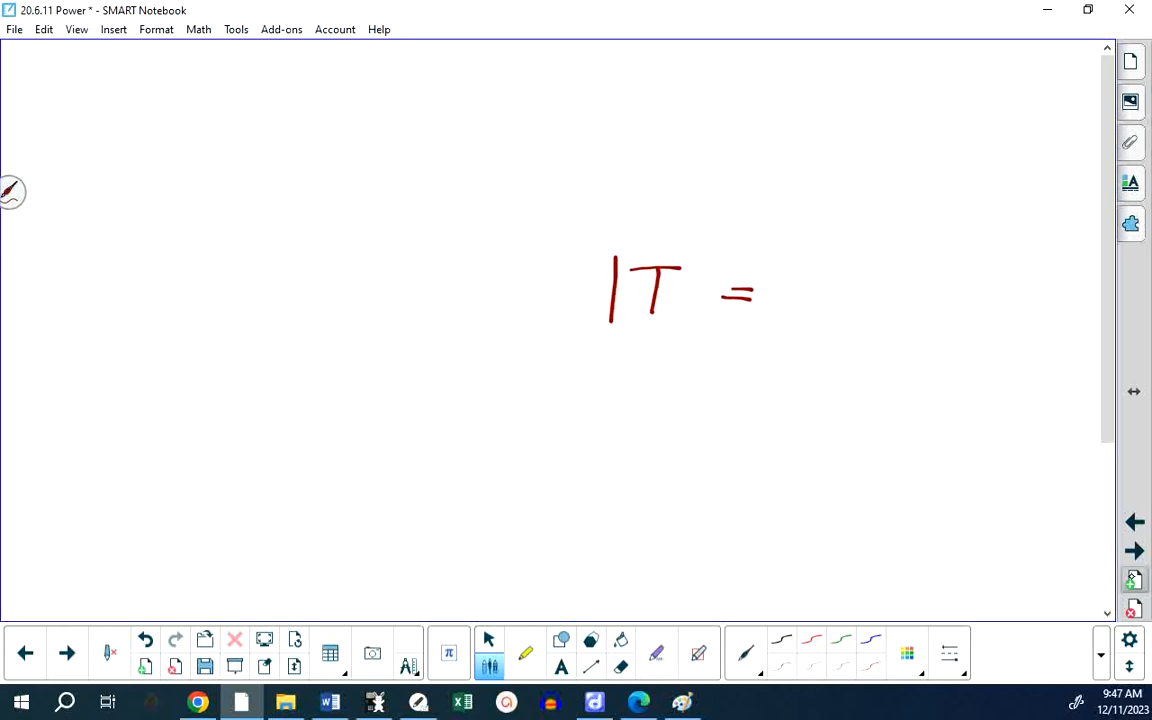 20.6.11 Power * - SMART Notebook
File Edit View Insert Format Math Tools Add-ons Account Help
1T =
9:47 AM
12/11/2023